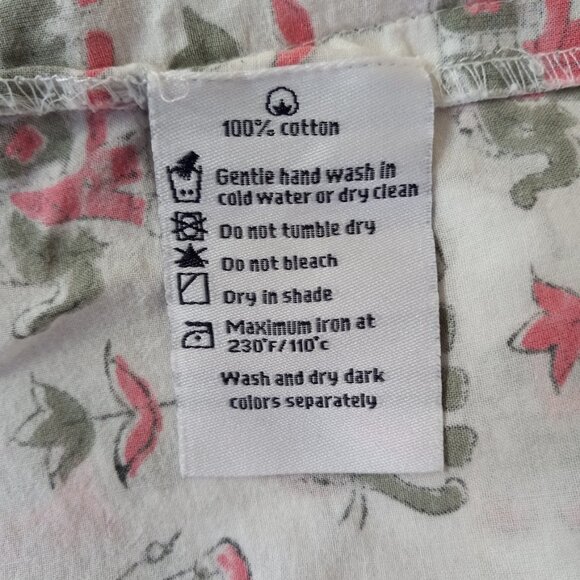 100% cotton
Gentle hand wash in
cold water or dry clean
Do not tumble dry
Do not bleach
Dry in shade
Maximum iron at
230°F/110°c
Wash and dry dark
colors separately